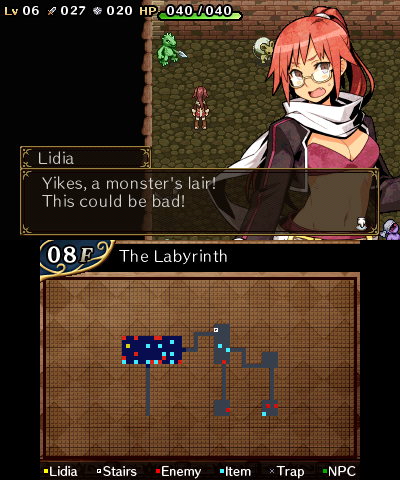 Lv 06 027 020 HP 040/040
Lidia
Yikes, a monster's lair!
This could be bad!
08F The Labyrinth
Lidia Stairs Enemy Item Trap NPC